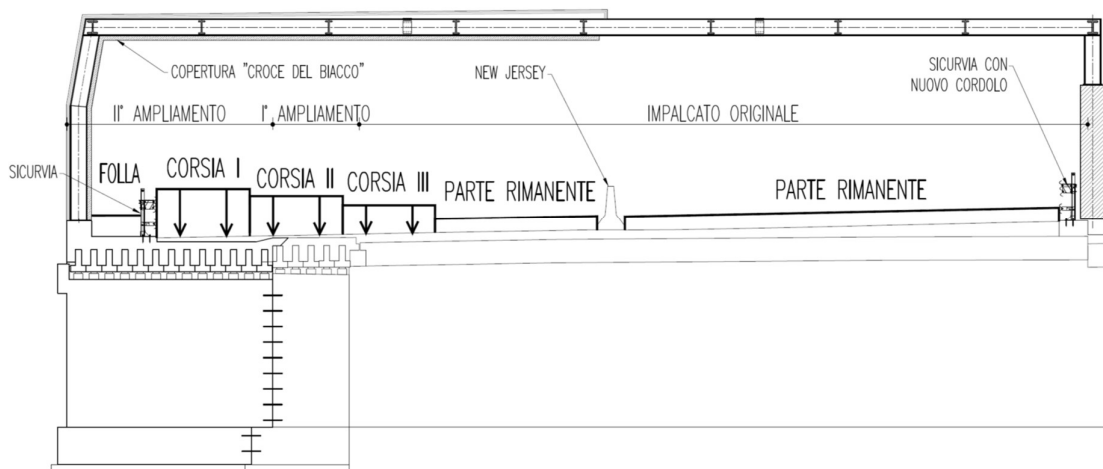 COPERTURA "CROCE DEL BIACCO"
NEW JERSEY
SICURVIA CON
NUOVO CORDOLO
II° AMPLIAMENTO
I° AMPLIAMENTO
IMPALCATO ORIGINALE
SICURVIA
FOLLA
CORSIA I
CORSIA II
CORSIA III
PARTE RIMANENTE
PARTE RIMANENTE